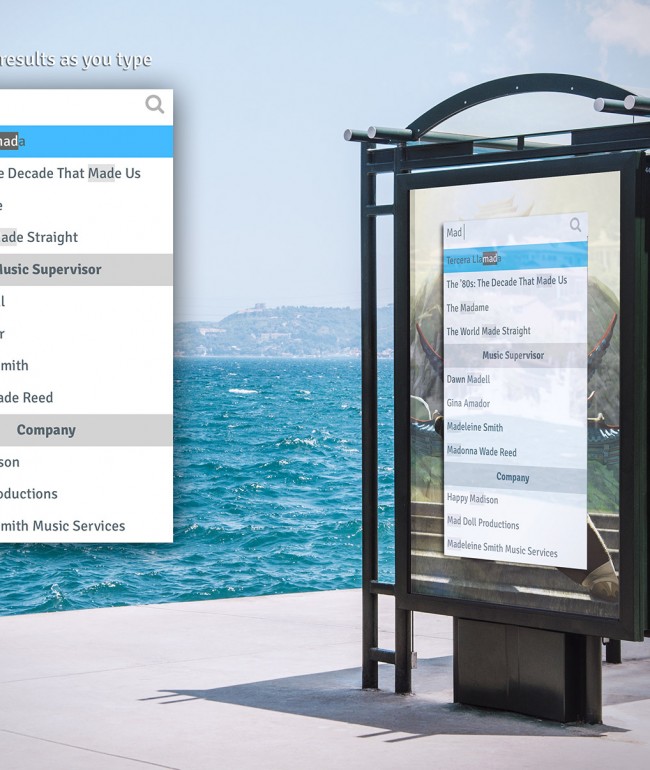 results as you type
mada
e Decade That Made Us
e
ade Straight
Music Supervisor
l
r
mith
ade Reed
Company
son
oductions
mith Music Services
Mad
Tercera Llamada
The '80s: The Decade That Made Us
The Madame
The World Made Straight
Music Supervisor
Dawn Madell
Gina Amador
Madeleine Smith
Madonna Wade Reed
Company
Happy Madison
Mad Doll Productions
Madeleine Smith Music Services